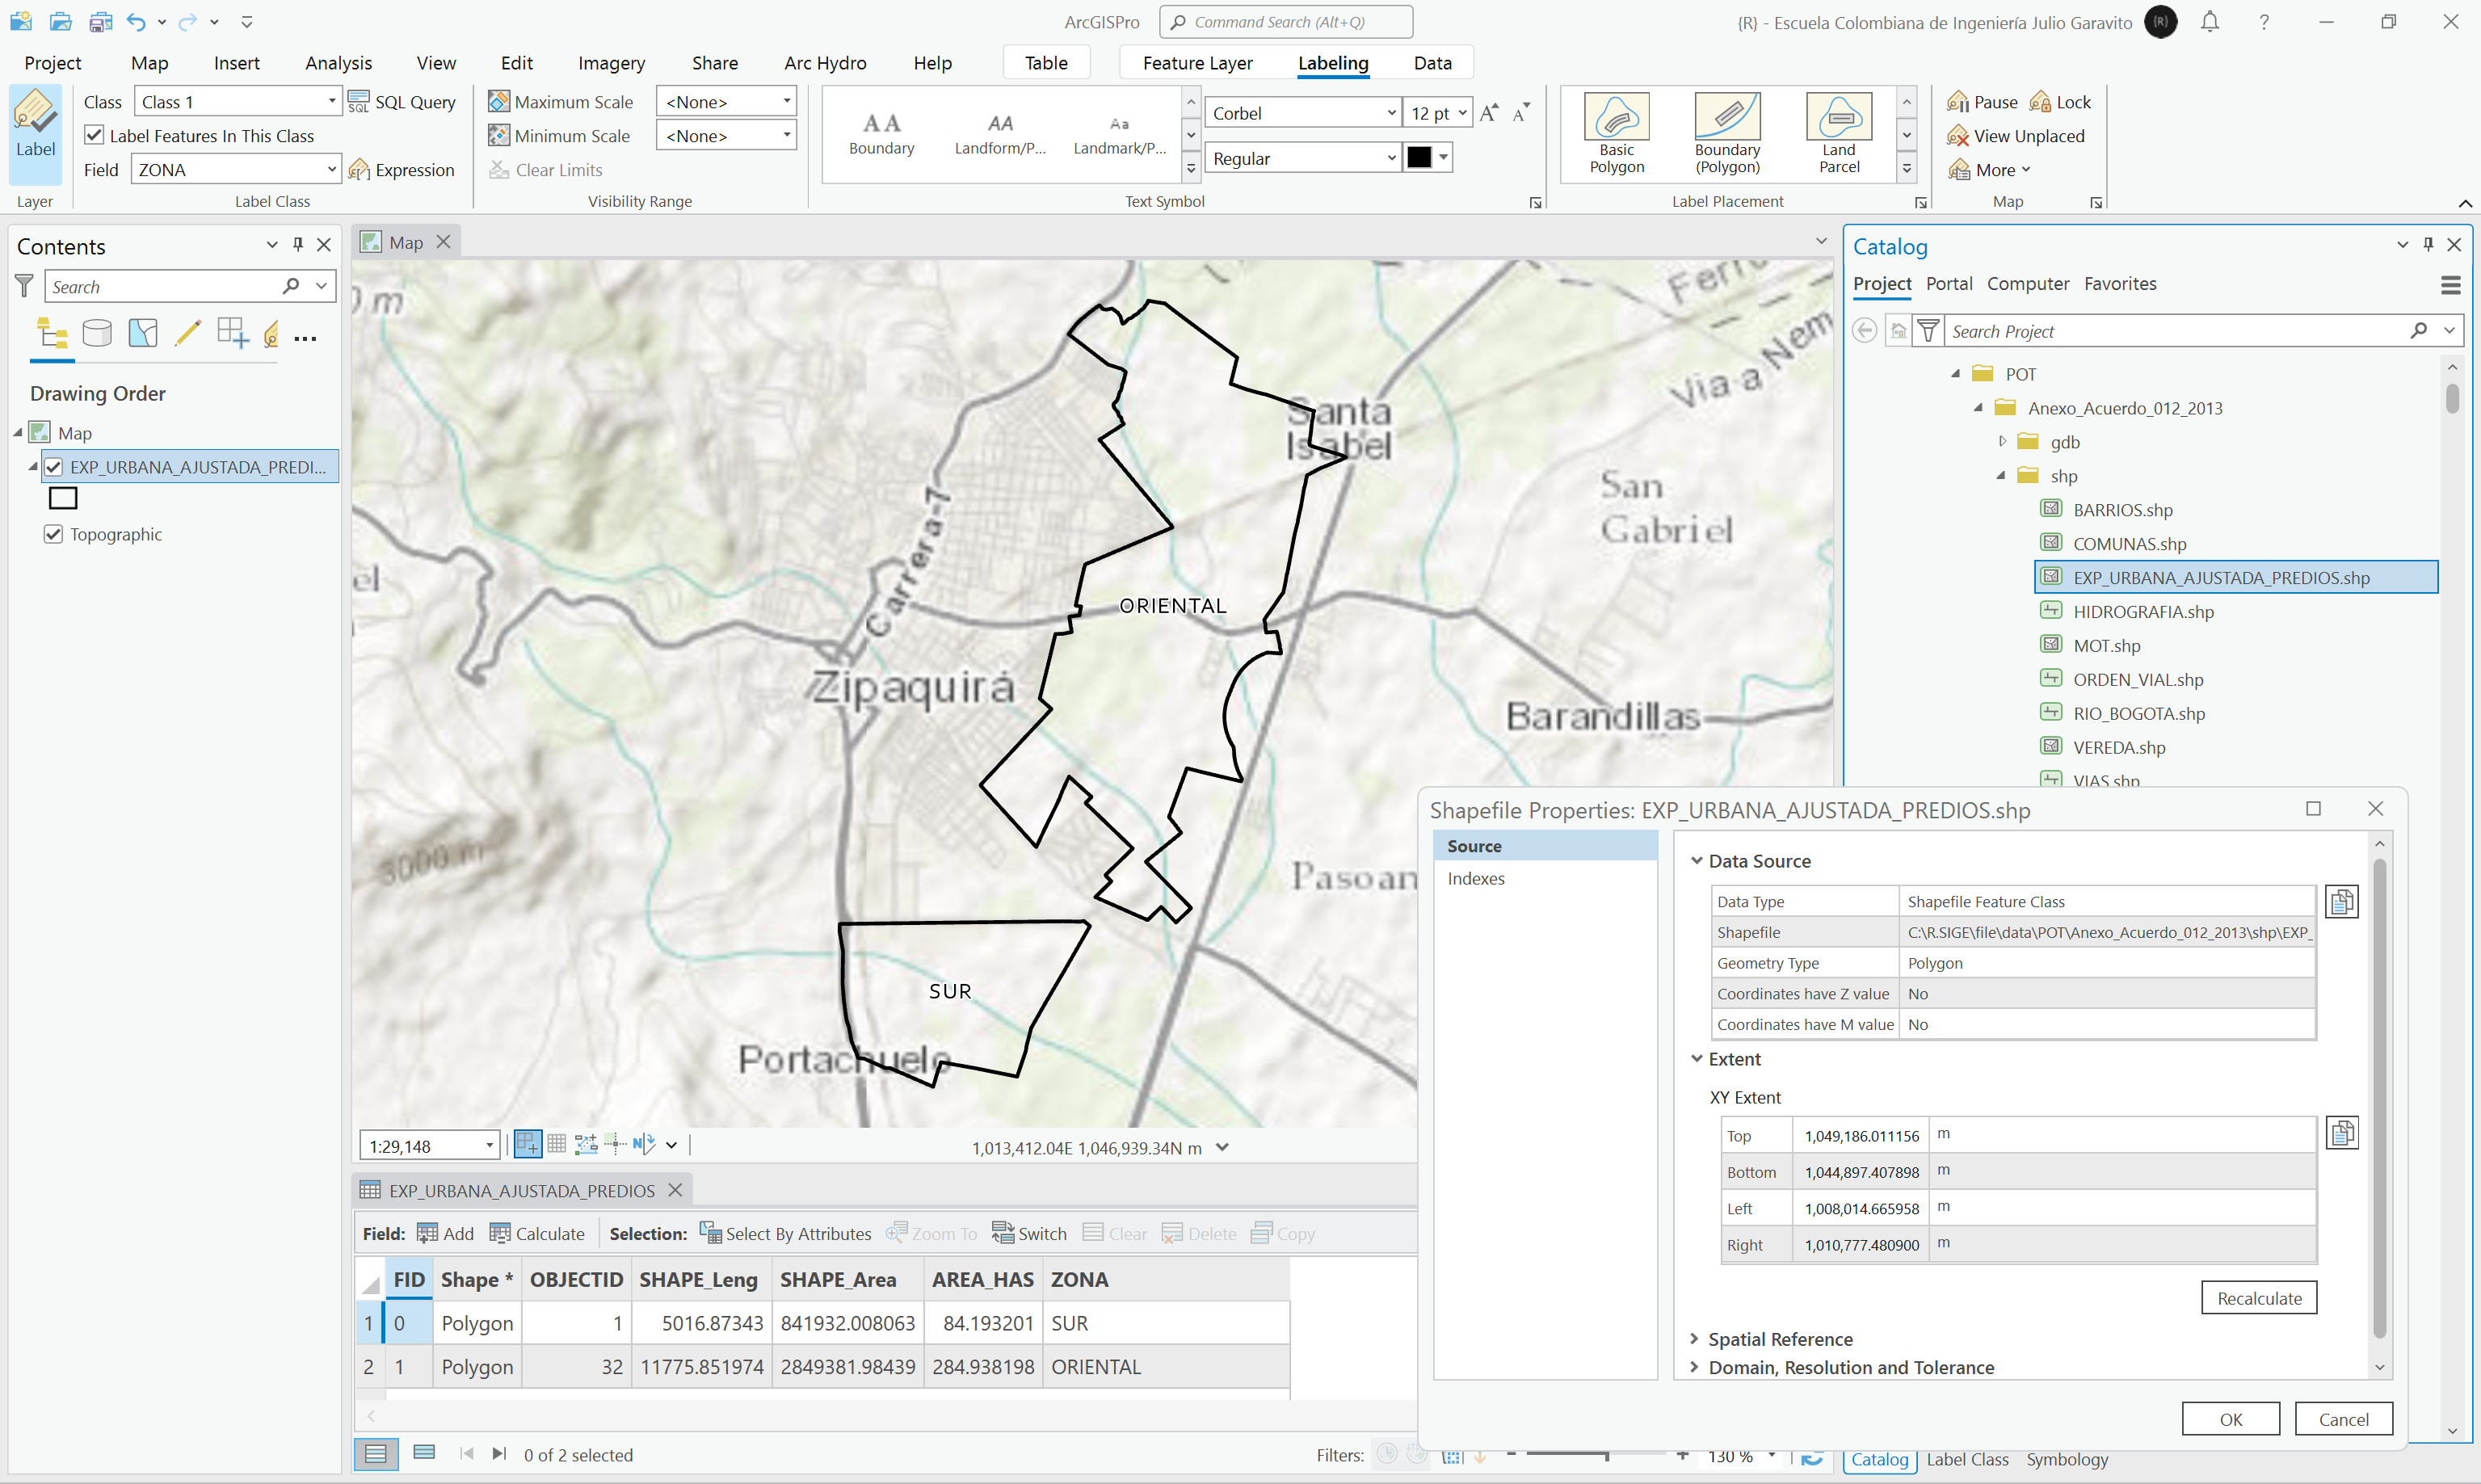 ArcGISPro
Command Search (Alt+Q)
{R} - Escuela Colombiana de Ingeniería Julio Garavito
{R}
Project Map Insert Analysis View Edit Imagery Share Arc Hydro Help Table Feature Layer Labeling Data
Label
Layer
Class Class 1 SQL Query
Label Features In This Class
Field ZONA Expression
Label Class
Maximum Scale <None>
Minimum Scale <None>
Clear Limits
Visibility Range
AA AA Aa
Boundary Landform/P... Landmark/P...
Corbel 12 pt
Regular
Text Symbol
Basic Polygon
Boundary (Polygon)
Land Parcel
Label Placement
Pause Lock
View Unplaced
More
Map
Contents
Search
Drawing Order
Map
EXP_URBANA_AJUSTADA_PREDI...
Topographic
Map
m
Santa Isabel
Ferr
Via a Nem
San Gabriel
el
Carrera-7
ORIENTAL
Zipaquirá
Barandillas
3000 m
Pasoan
SUR
Portachuelo
1:29,148
1,013,412.04E 1,046,939.34N m
EXP_URBANA_AJUSTADA_PREDIOS
Field: Add Calculate Selection: Select By Attributes Zoom To Switch Clear Delete Copy
FID Shape * OBJECTID SHAPE_Leng SHAPE_Area AREA_HAS ZONA
1 0 Polygon 1 5016.87343 841932.008063 84.193201 SUR
2 1 Polygon 32 11775.851974 2849381.98439 284.938198 ORIENTAL
0 of 2 selected
Filters:
130 %
Catalog
Project Portal Computer Favorites
Search Project
POT
Anexo_Acuerdo_012_2013
gdb
shp
BARRIOS.shp
COMUNAS.shp
EXP_URBANA_AJUSTADA_PREDIOS.shp
HIDROGRAFIA.shp
MOT.shp
ORDEN_VIAL.shp
RIO_BOGOTA.shp
VEREDA.shp
VIAS.shp
Shapefile Properties: EXP_URBANA_AJUSTADA_PREDIOS.shp
Source
Indexes
Data Source
Data Type Shapefile Feature Class
Shapefile C:\R.SIGE\file\data\POT\Anexo_Acuerdo_012_2013\shp\EXP_
Geometry Type Polygon
Coordinates have Z value No
Coordinates have M value No
Extent
XY Extent
Top 1,049,186.011156 m
Bottom 1,044,897.407898 m
Left 1,008,014.665958 m
Right 1,010,777.480900 m
Recalculate
Spatial Reference
Domain, Resolution and Tolerance
OK Cancel
Catalog Label Class Symbology